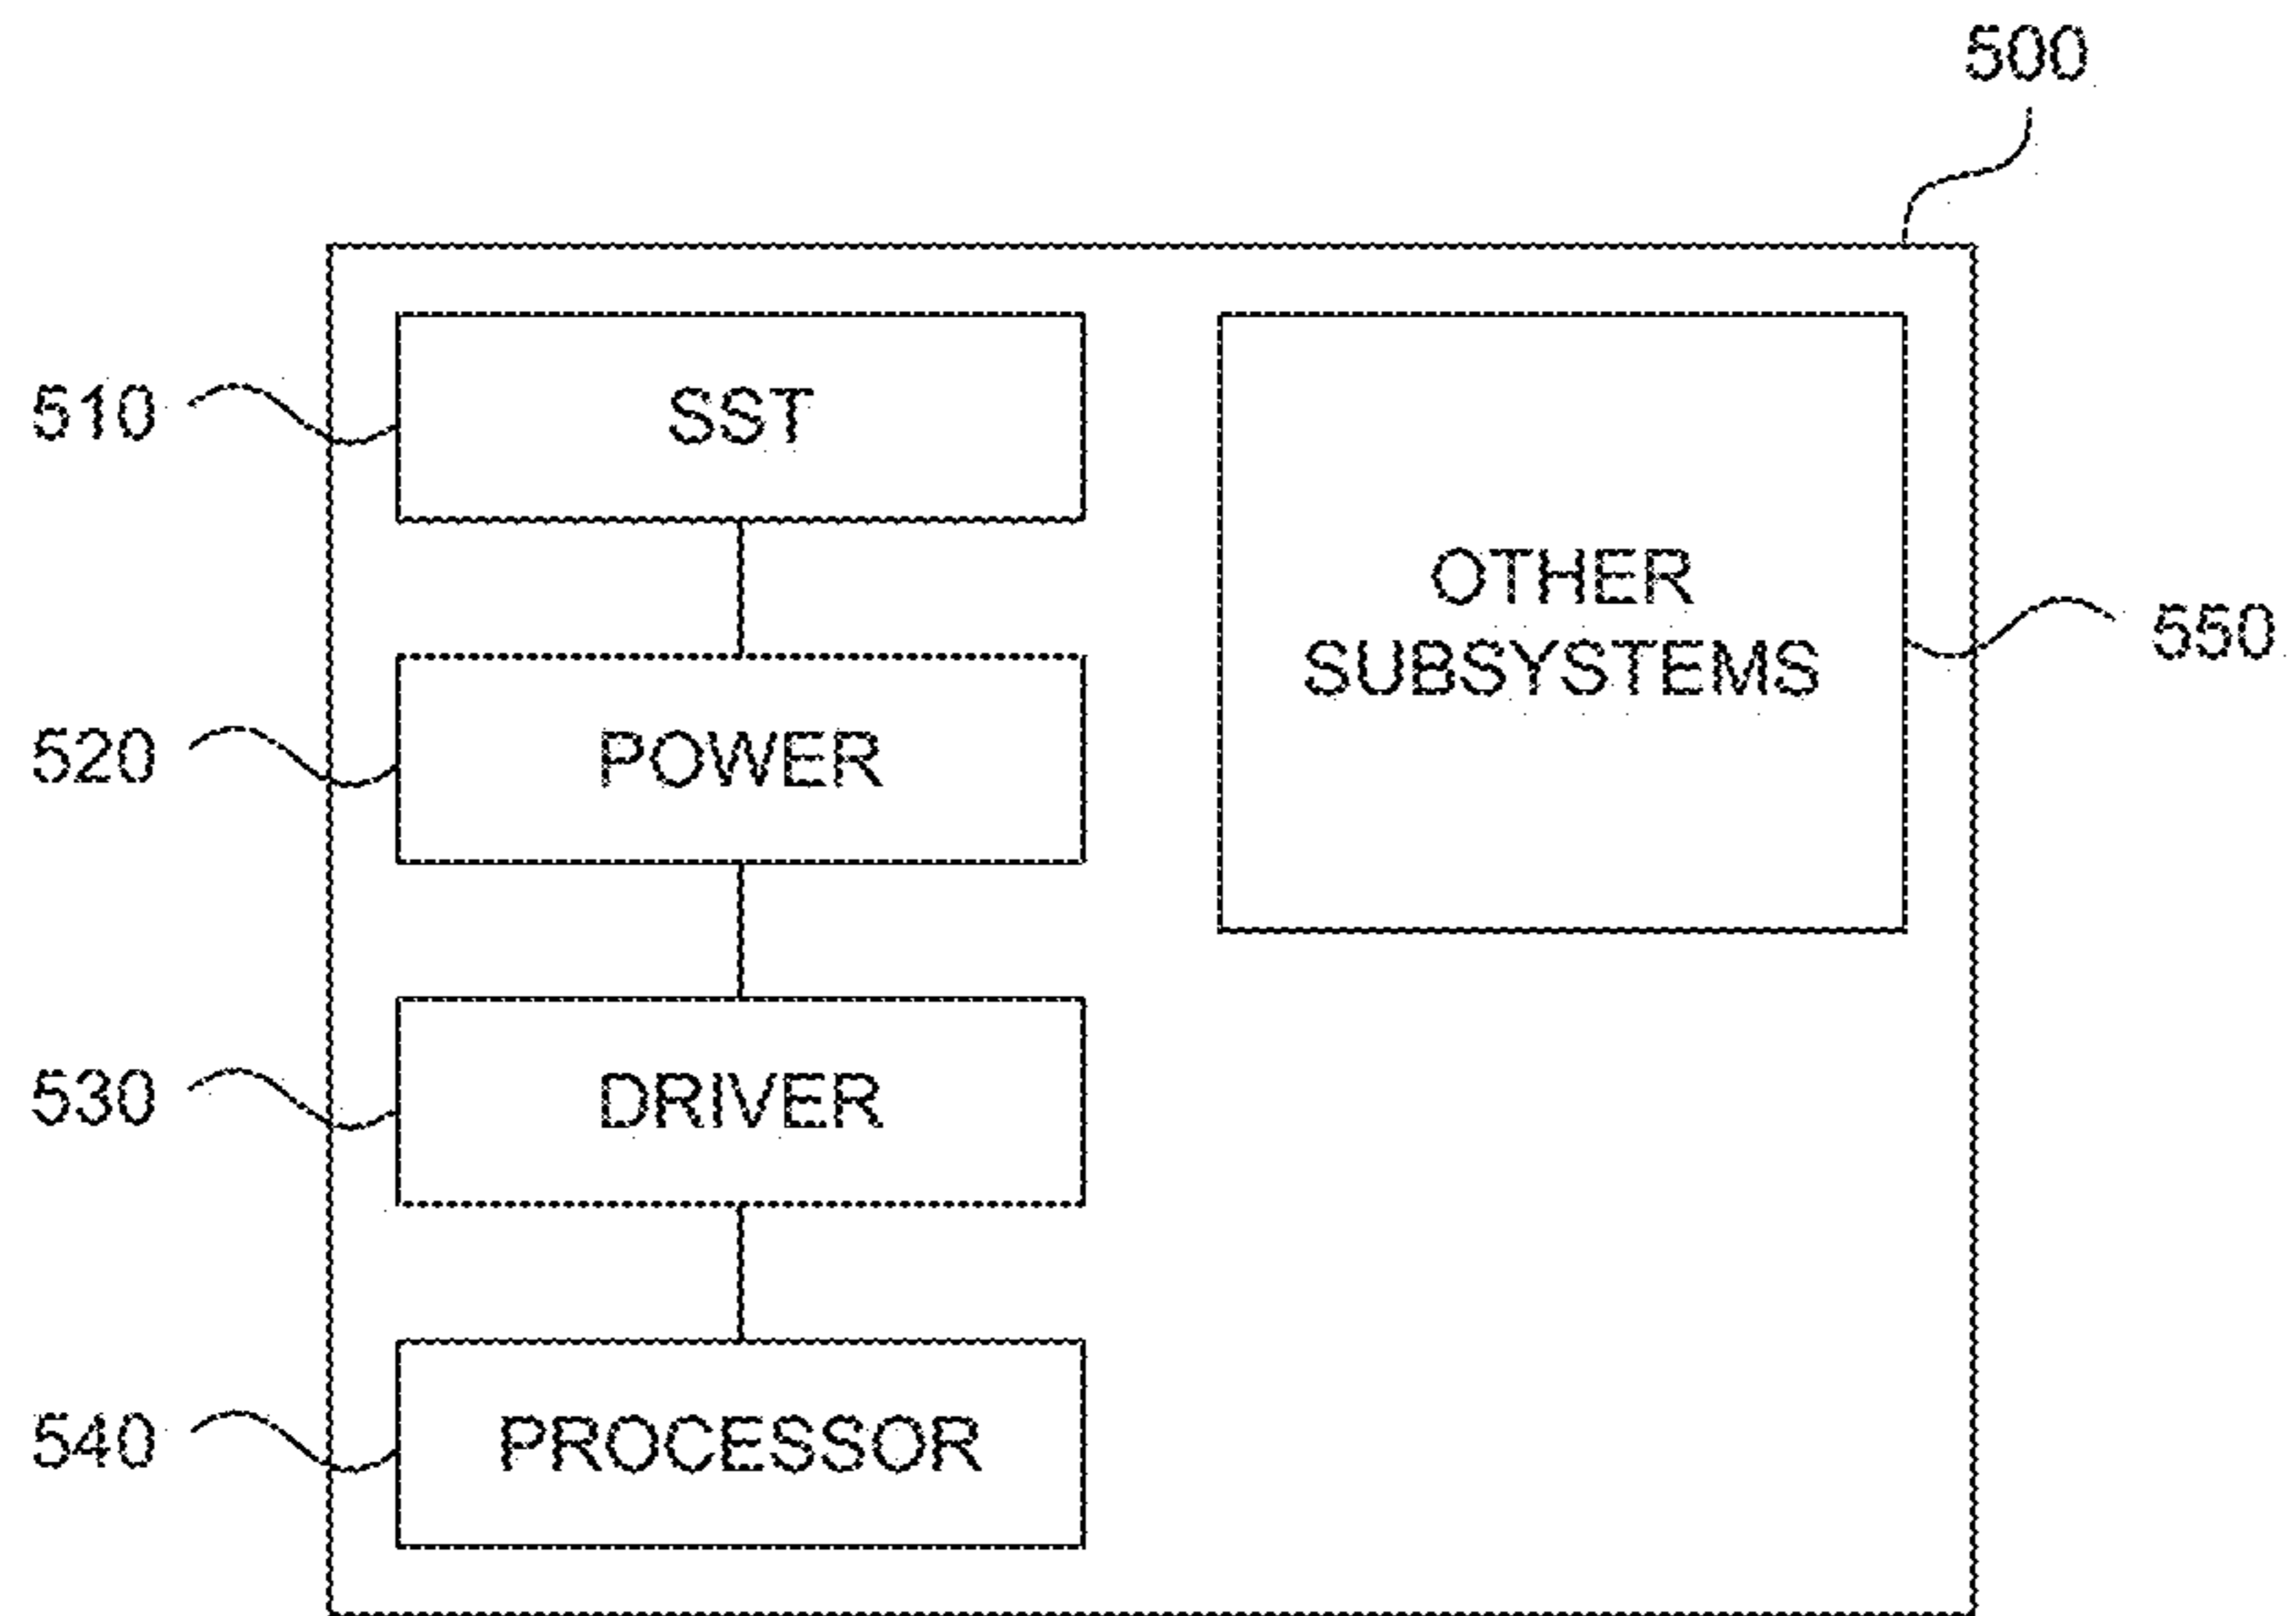 500
510
SST
OTHER
SUBSYSTEMS
550
520
POWER
530
DRIVER
540
PROCESSOR